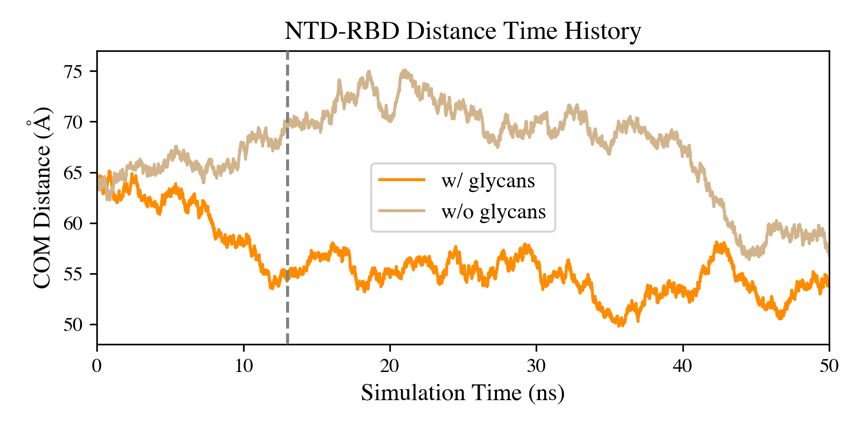 NTD-RBD Distance Time History
75
70
65
60
55
50
COM Distance (Å)
w/ glycans
w/o glycans
0 10 20 30 40 50
Simulation Time (ns)